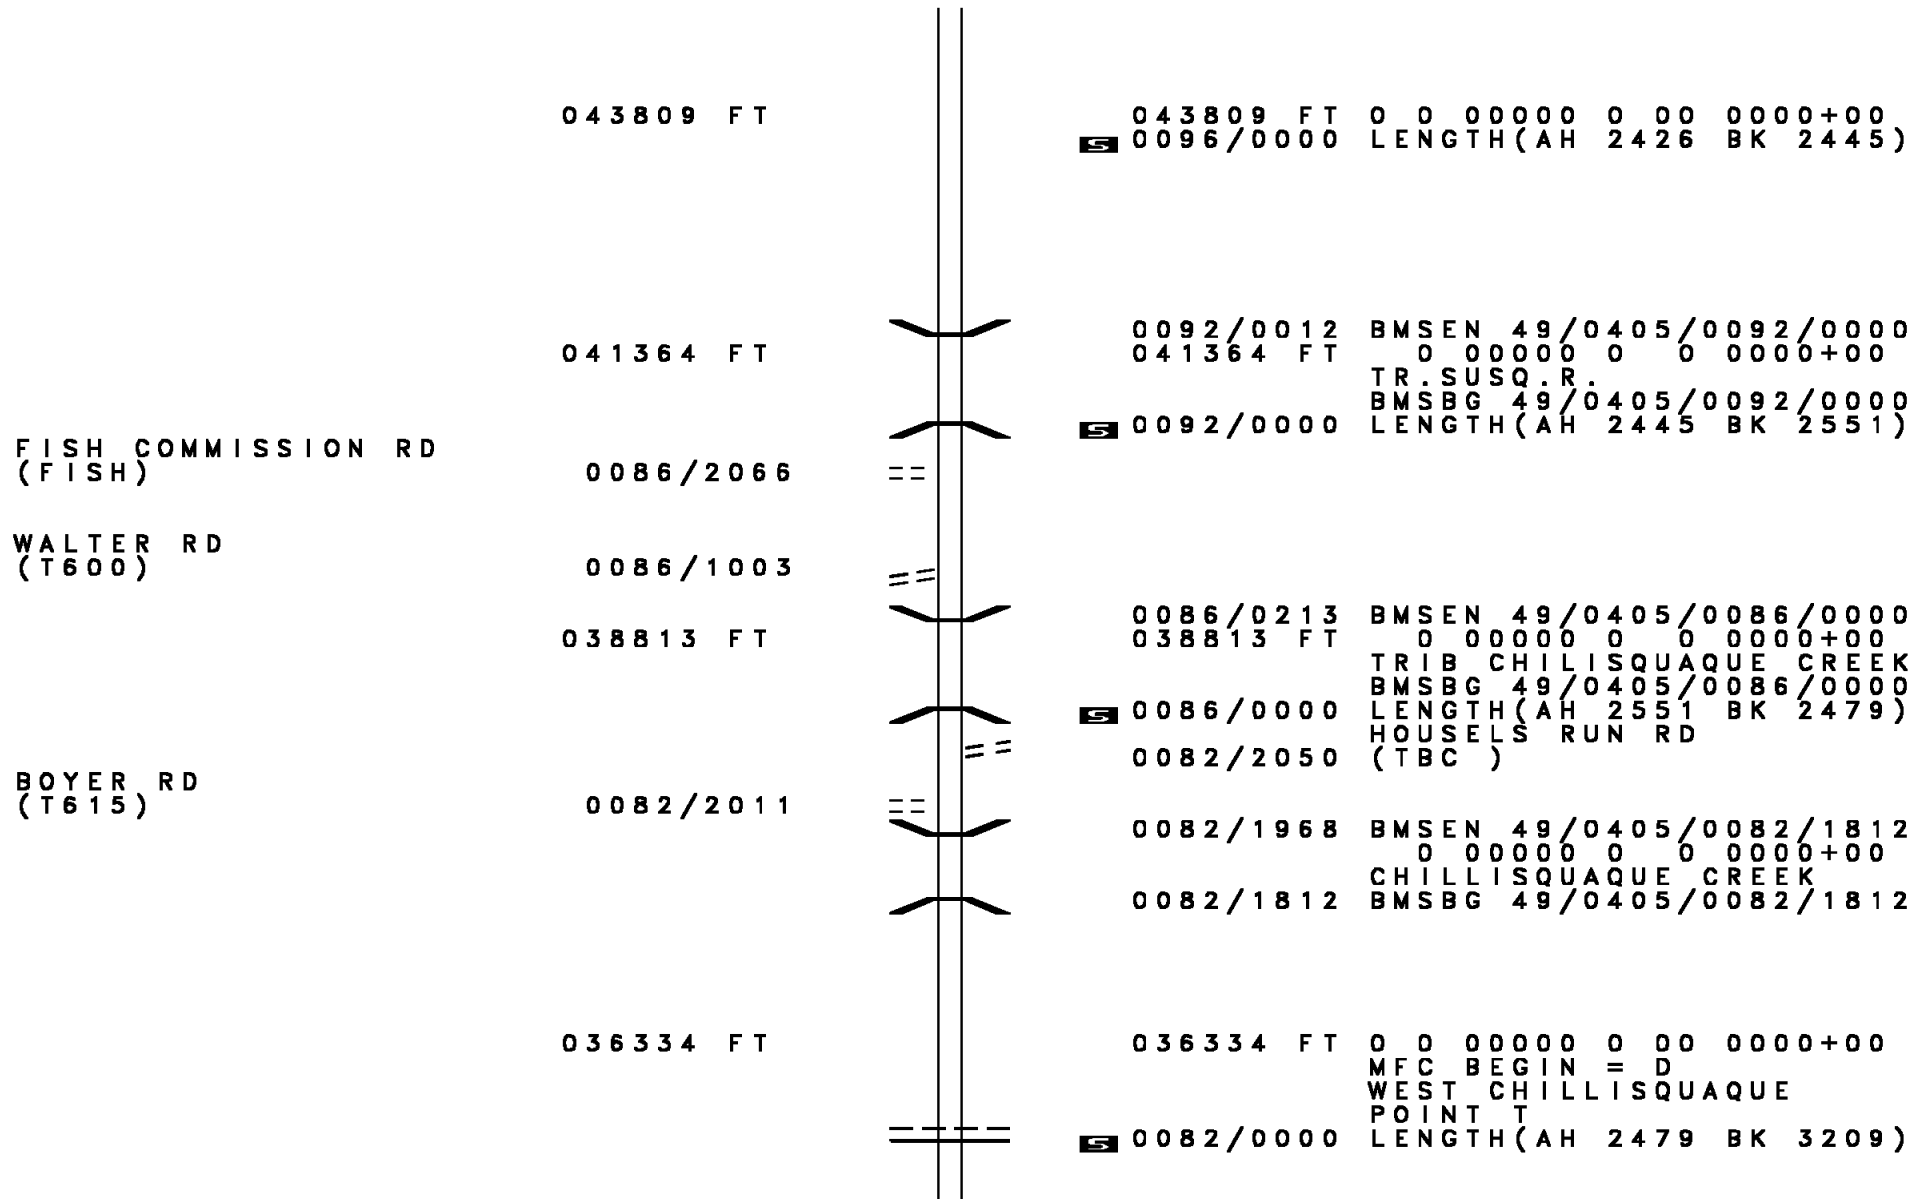 043809 FT 043809 FT 0 0 00000 0 00 0000+00
S 0096/0000 LENGTH(AH 2426 BK 2445)
0092/0012 BMSEN 49/0405/0092/0000
041364 FT 041364 FT 0 00000 0 0 0000+00
TR.SUSQ.R.
BMSBG 49/0405/0092/0000
S 0092/0000 LENGTH(AH 2445 BK 2551)
FISH COMMISSION RD
(FISH) 0086/2066
WALTER RD
(T600) 0086/1003
0086/0213 BMSEN 49/0405/0086/0000
038813 FT 038813 FT 0 00000 0 0 0000+00
TRIB CHILISQUAQUE CREEK
BMSBG 49/0405/0086/0000
S 0086/0000 LENGTH(AH 2551 BK 2479)
HOUSELS RUN RD
0082/2050 (TBC )
BOYER RD
(T615) 0082/2011
0082/1968 BMSEN 49/0405/0082/1812
0 00000 0 0 0000+00
CHILLISQUAQUE CREEK
0082/1812 BMSBG 49/0405/0082/1812
036334 FT 036334 FT 0 0 00000 0 00 0000+00
MFC BEGIN = D
WEST CHILLISQUAQUE
POINT T
S 0082/0000 LENGTH(AH 2479 BK 3209)